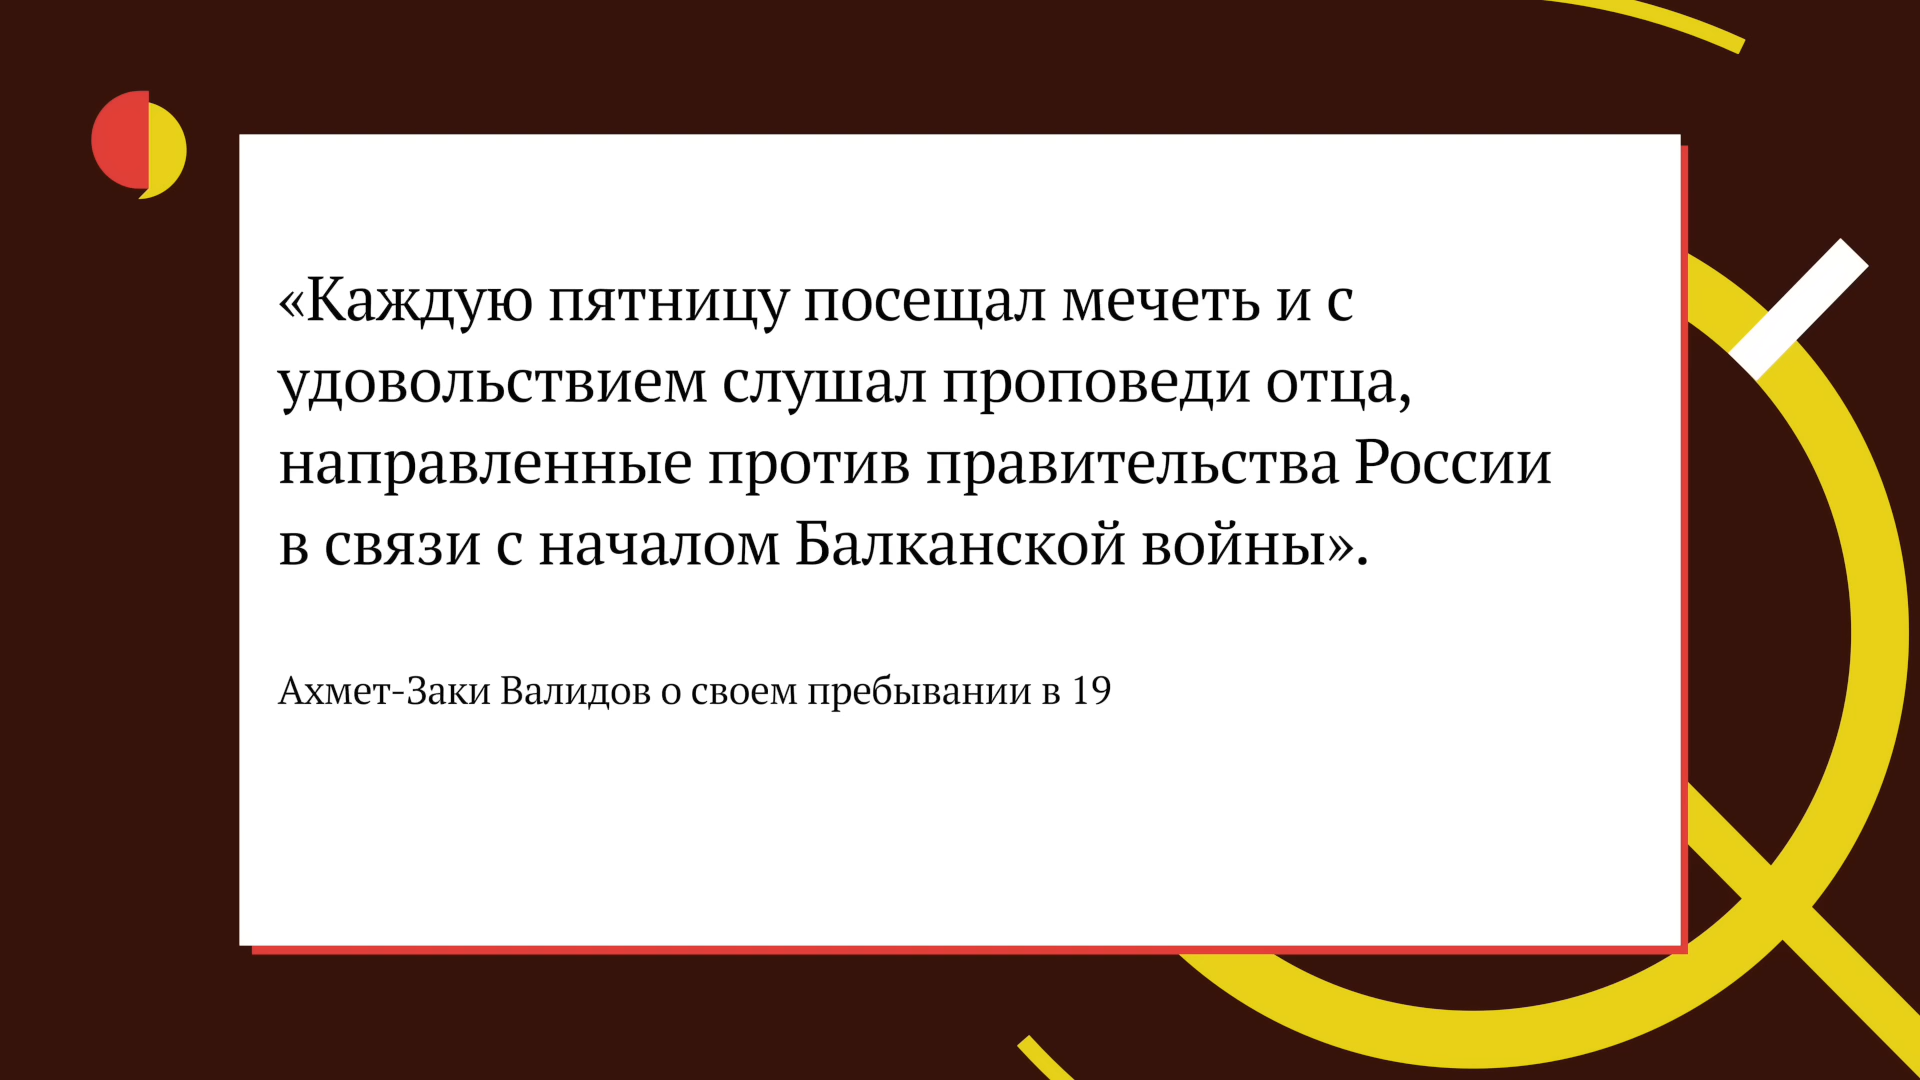 «Каждую пятницу посещал мечеть и с
удовольствием слушал проповеди отца,
направленные против правительства России
в связи с началом Балканской войны».
Ахмет-Заки Валидов о своем пребывании в 19